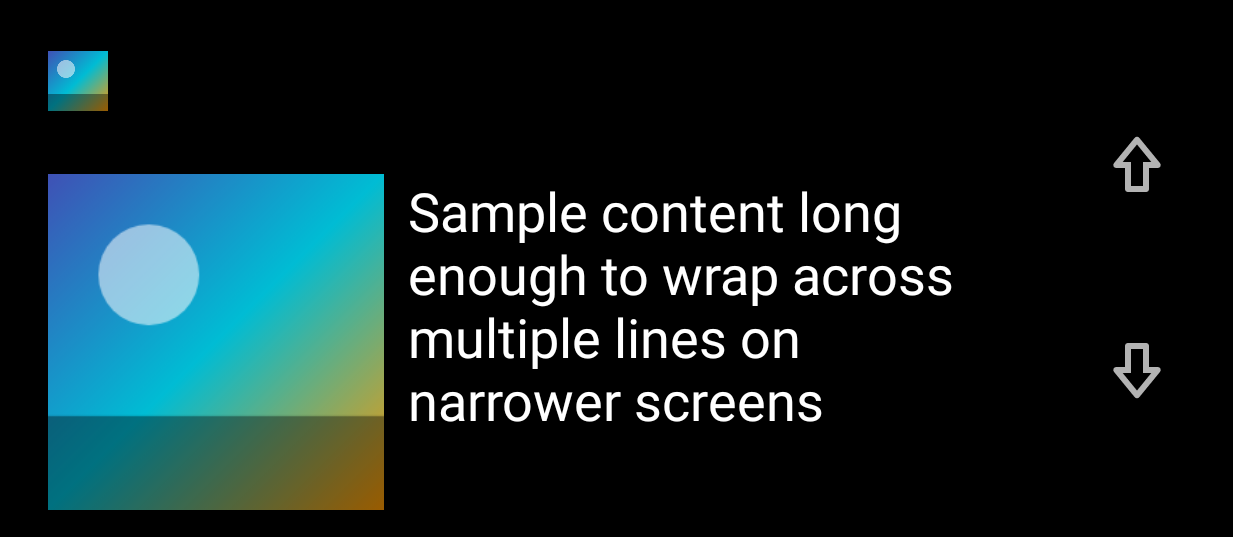 Sample content long
enough to wrap across
multiple lines on
narrower screens